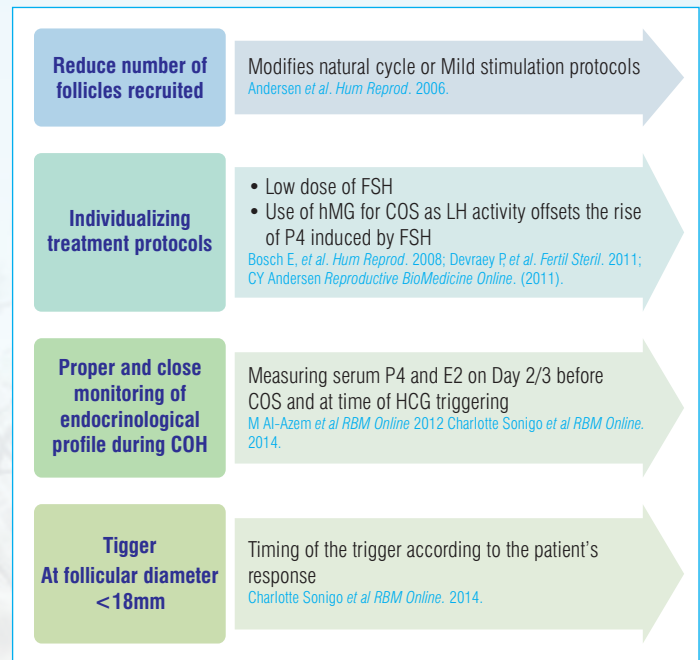 Reduce number of
follicles recruited
Modifies natural cycle or Mild stimulation protocols
Andersen et al. Hum Reprod. 2006.
Individualizing
treatment protocols
• Low dose of FSH
• Use of hMG for COS as LH activity offsets the rise
of P4 induced by FSH
Bosch E, et al. Hum Reprod. 2008; Devraey P, et al. Fertil Steril. 2011;
CY Andersen Reproductive BioMedicine Online. (2011).
Proper and close
monitoring of
endocrinological
profile during COH
Measuring serum P4 and E2 on Day 2/3 before
COS and at time of HCG triggering
M Al-Azem et al RBM Online 2012 Charlotte Sonigo et al RBM Online.
2014.
Tigger
At follicular diameter
<18mm
Timing of the trigger according to the patient's
response
Charlotte Sonigo et al RBM Online. 2014.